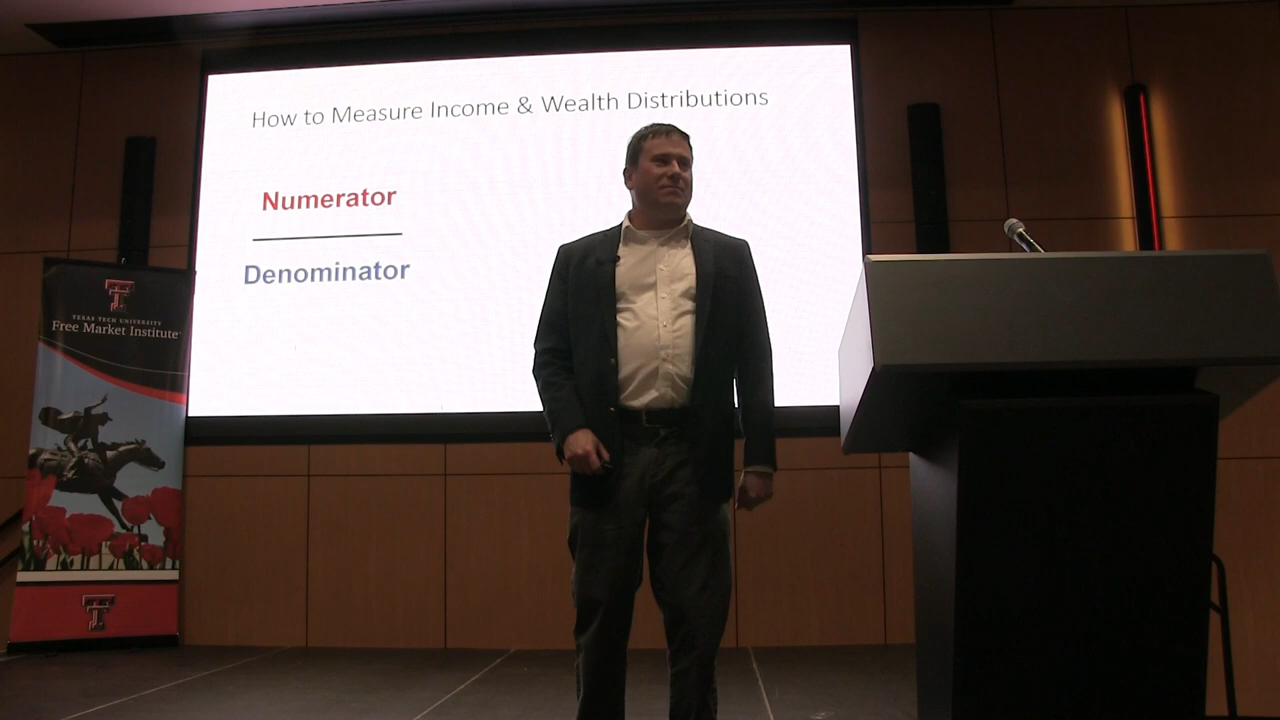 How to Measure Income & Wealth Distributions
Numerator
Denominator
TEXAS TECH UNIVERSITY
Free Market Institute